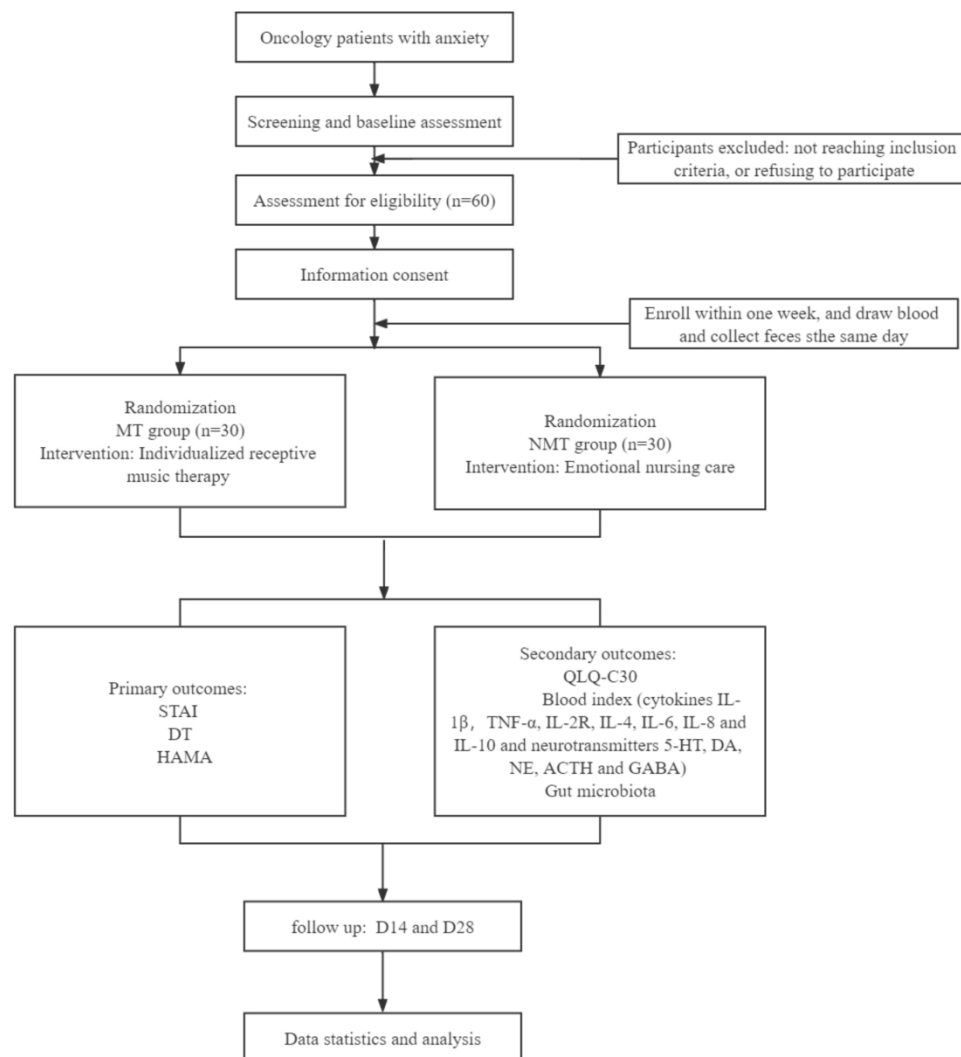 Oncology patients with anxiety
Screening and baseline assessment
Participants excluded: not reaching inclusion
criteria, or refusing to participate
Assessment for eligibility (n=60)
Information consent
Enroll within one week, and draw blood
and collect feces sthe same day
Randomization
MT group (n=30)
Intervention: Individualized receptive
music therapy
Randomization
NMT group (n=30)
Intervention: Emotional nursing care
Primary outcomes:
STAI
DT
HAMA
Secondary outcomes:
QLQ-C30
Blood index (cytokines IL-
1β，TNF-α, IL-2R, IL-4, IL-6, IL-8 and
IL-10 and neurotransmitters 5-HT, DA,
NE, ACTH and GABA)
Gut microbiota
follow up: D14 and D28
Data statistics and analysis